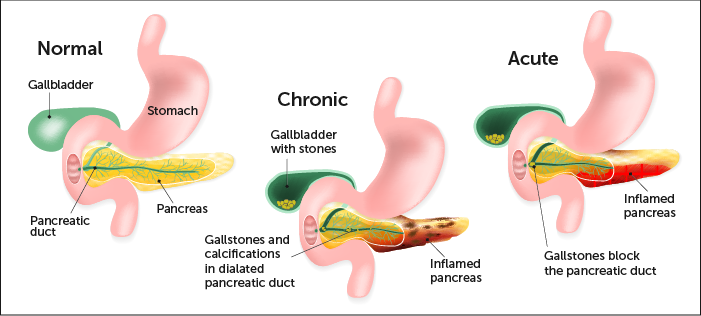 Normal
Gallbladder
Stomach
Pancreatic
duct
Pancreas
Chronic
Gallbladder
with stones
Gallstones and
calcifications
in dialated
pancreatic duct
Inflamed
pancreas
Acute
Inflamed
pancreas
Gallstones block
the pancreatic duct